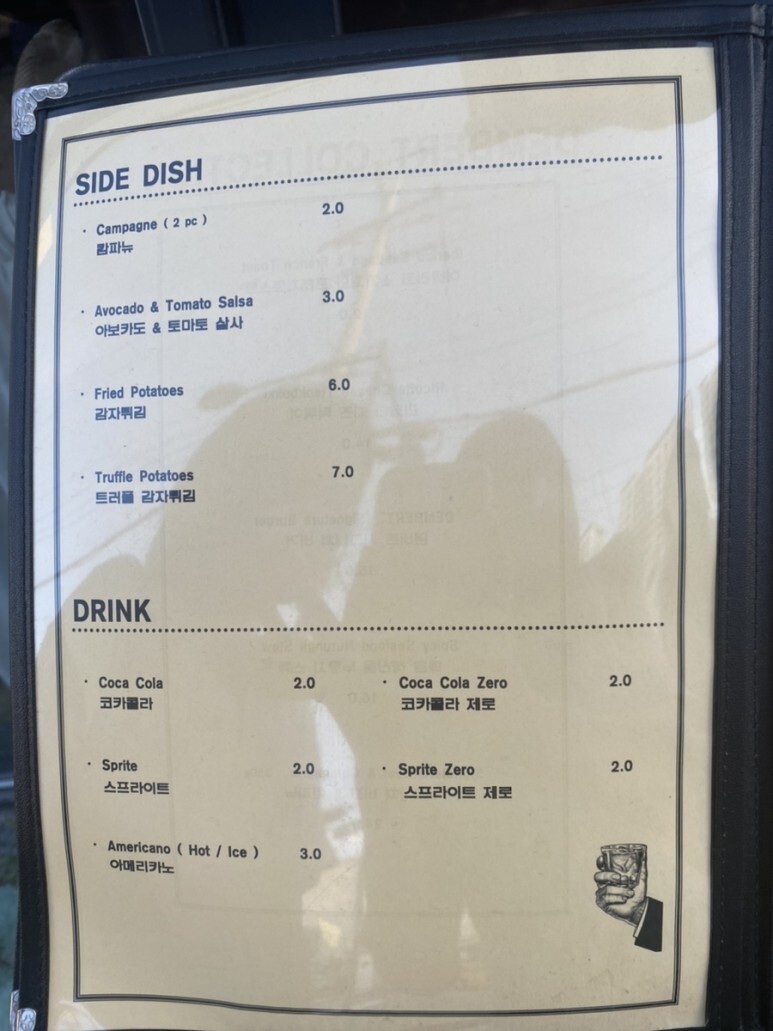 SIDE DISH
· Campagne ( 2 pc ) 2.0
캄파뉴
· Avocado & Tomato Salsa 3.0
아보카도 & 토마토 살사
· Fried Potatoes 6.0
감자튀김
· Truffle Potatoes 7.0
트러플 감자튀김
DRINK
· Coca Cola 2.0 · Coca Cola Zero 2.0
코카콜라 코카콜라 제로
· Sprite 2.0 · Sprite Zero 2.0
스프라이트 스프라이트 제로
· Americano ( Hot / Ice ) 3.0
아메리카노